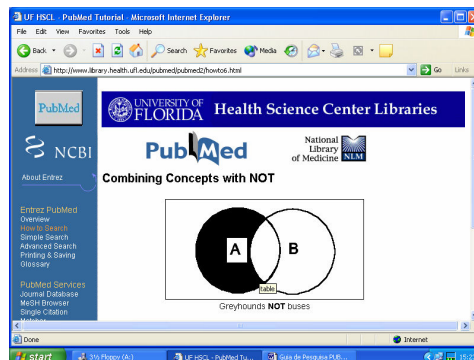 UF HSCL - PubMed Tutorial - Microsoft Internet Explorer
File Edit View Favorites Tools Help
Back Search Favorites Media
Address http://www.library.health.ufl.edu/pubmed/pubmed2/howto6.html Go Links
PubMed
UNIVERSITY OF FLORIDA Health Science Center Libraries
NCBI
PubMed
National Library of Medicine NLM
About Entrez
Combining Concepts with NOT
Entrez PubMed
Overview
How to Search
Simple Search
Advanced Search
Printing & Saving
Glossary
A B
table
PubMed Services
Journal Database
MeSH Browser
Single Citation
Greyhounds NOT buses
Done Internet
start 3½ Floppy (A:) UF HSCL - PubMed Tu... Guia de Pesquisa PUB...